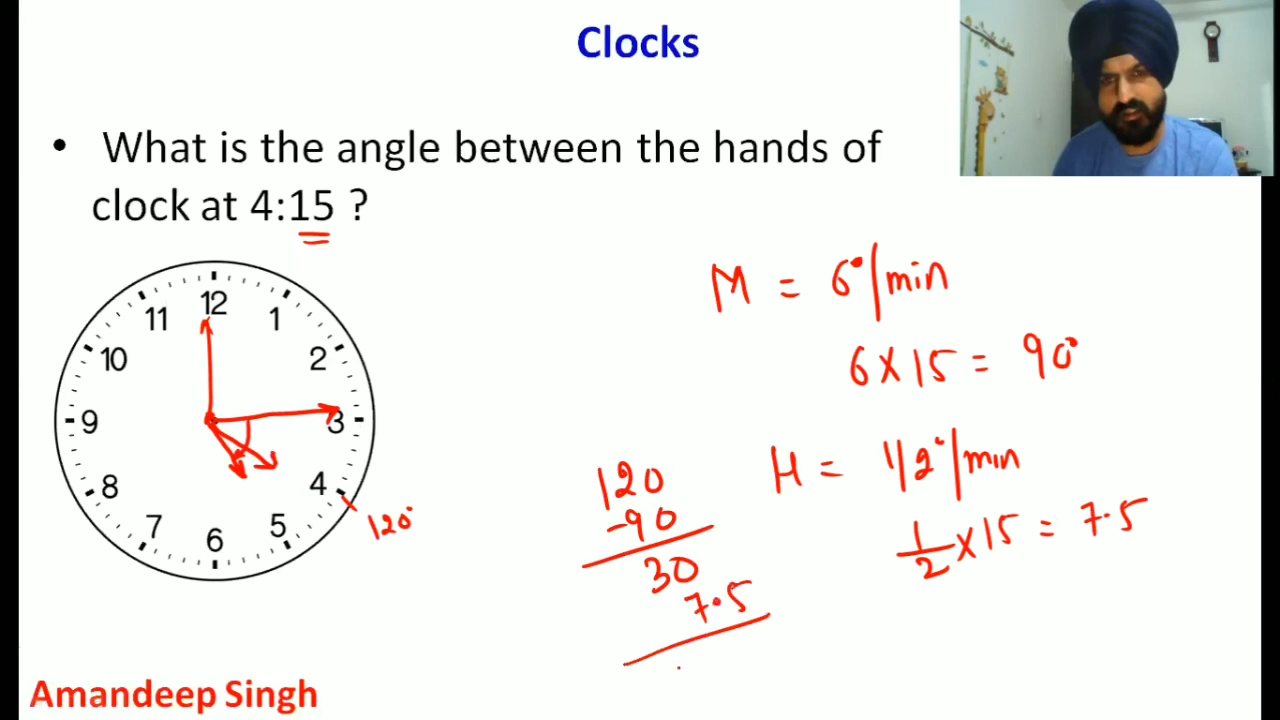 Clocks
• What is the angle between the hands of
clock at 4:15 ?
12
11
1
10
2
9
3
8
4
7
5
6
120°
M = 6°/min
6 x 15 = 90°
H = 1/2°/min
1/2 x 15 = 7.5
120
-90
30
7.5
Amandeep Singh